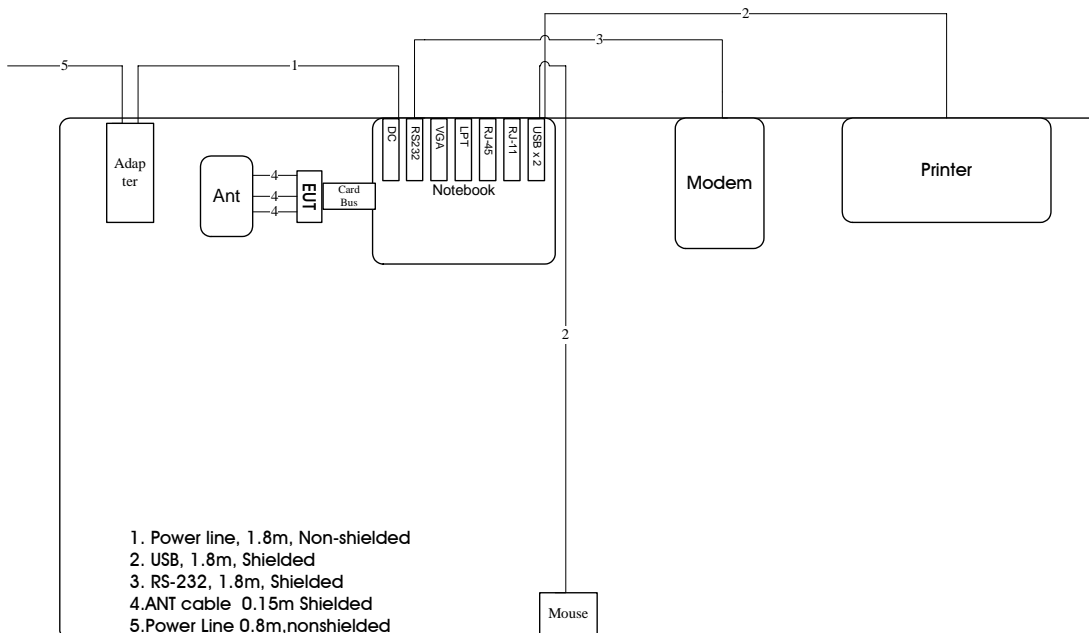 2
3
5
1
DC
RS232
VGA
LPT
RJ-45
RJ-11
USB x 2
Adap
ter
Ant
4
4
4
EUT
Card
Bus
Notebook
Modem
Printer
2
1. Power line, 1.8m, Non-shielded
2. USB, 1.8m, Shielded
3. RS-232, 1.8m, Shielded
4.ANT cable 0.15m Shielded
5.Power Line 0.8m,nonshielded
Mouse